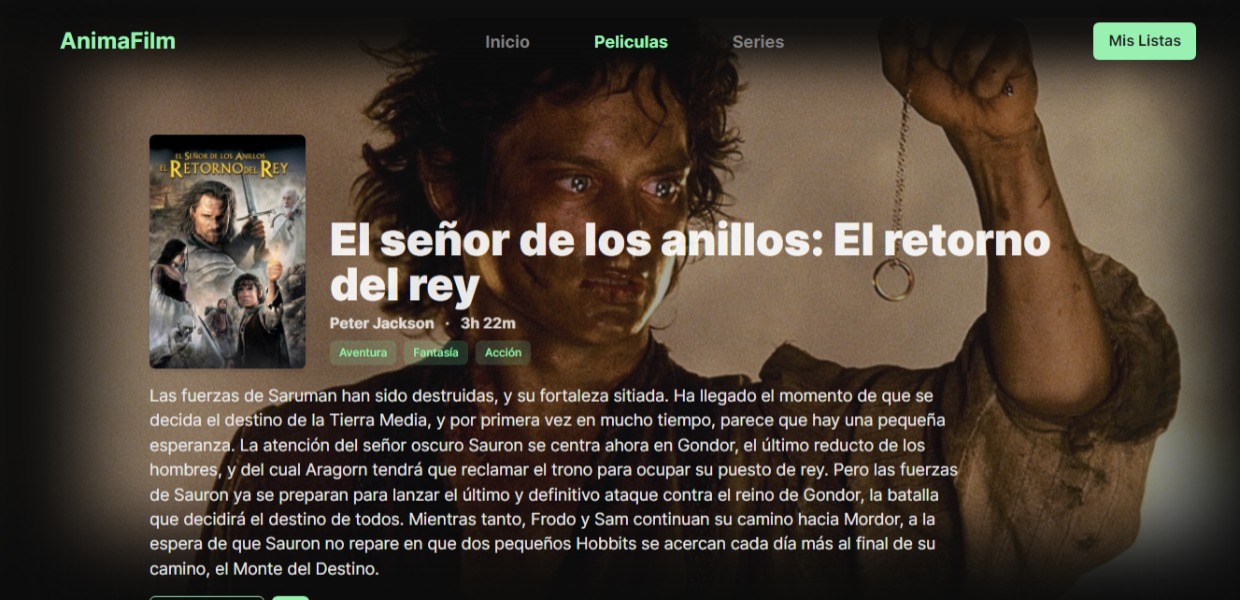 AnimaFilm
Inicio
Peliculas
Series
Mis Listas
EL SEÑOR DE LOS ANILLOS
EL RETORNO DEL REY
El señor de los anillos: El retorno
del rey
Peter Jackson · 3h 22m
Aventura
Fantasía
Acción
Las fuerzas de Saruman han sido destruidas, y su fortaleza sitiada. Ha llegado el momento de que se
decida el destino de la Tierra Media, y por primera vez en mucho tiempo, parece que hay una pequeña
esperanza. La atención del señor oscuro Sauron se centra ahora en Gondor, el último reducto de los
hombres, y del cual Aragorn tendrá que reclamar el trono para ocupar su puesto de rey. Pero las fuerzas
de Sauron ya se preparan para lanzar el último y definitivo ataque contra el reino de Gondor, la batalla
que decidirá el destino de todos. Mientras tanto, Frodo y Sam continuan su camino hacia Mordor, a la
espera de que Sauron no repare en que dos pequeños Hobbits se acercan cada día más al final de su
camino, el Monte del Destino.